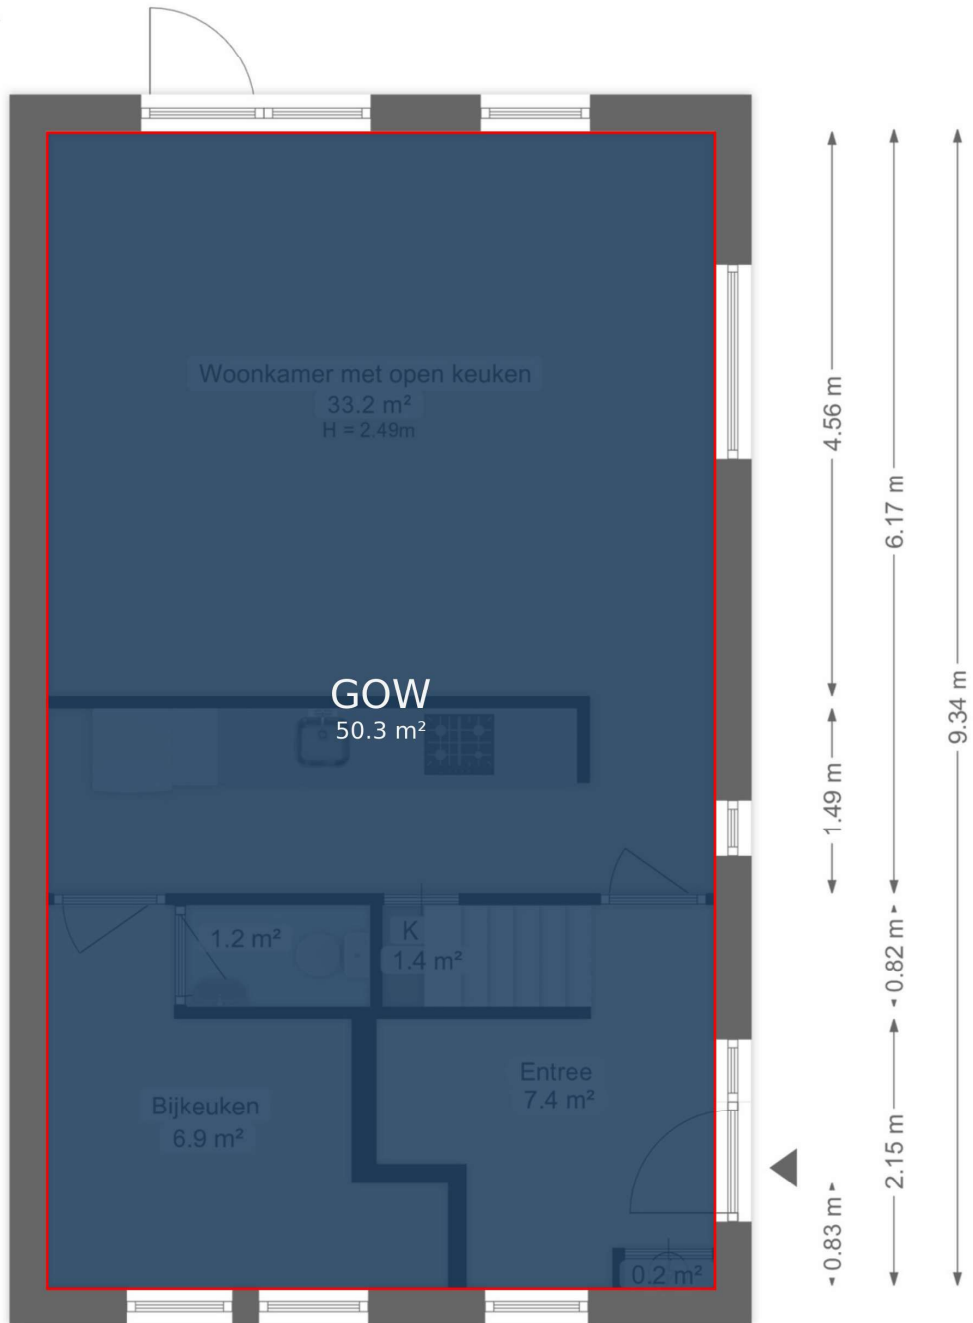 Woonkamer met open keuken
33.2 m²
H = 2.49m
4.56 m
6.17 m
9.34 m
GOW
50.3 m²
1.49 m
1.2 m²
K
1.4 m²
0.82 m
Entree
7.4 m²
Bijkeuken
6.9 m²
2.15 m
0.83 m
0.2 m²